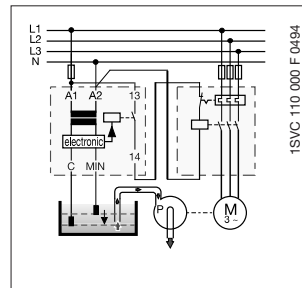 L1
L2
L3
N
A1 A2 13
electronic
14
C MIN
P
M
3 ~
1SVC 110 000 F 0494